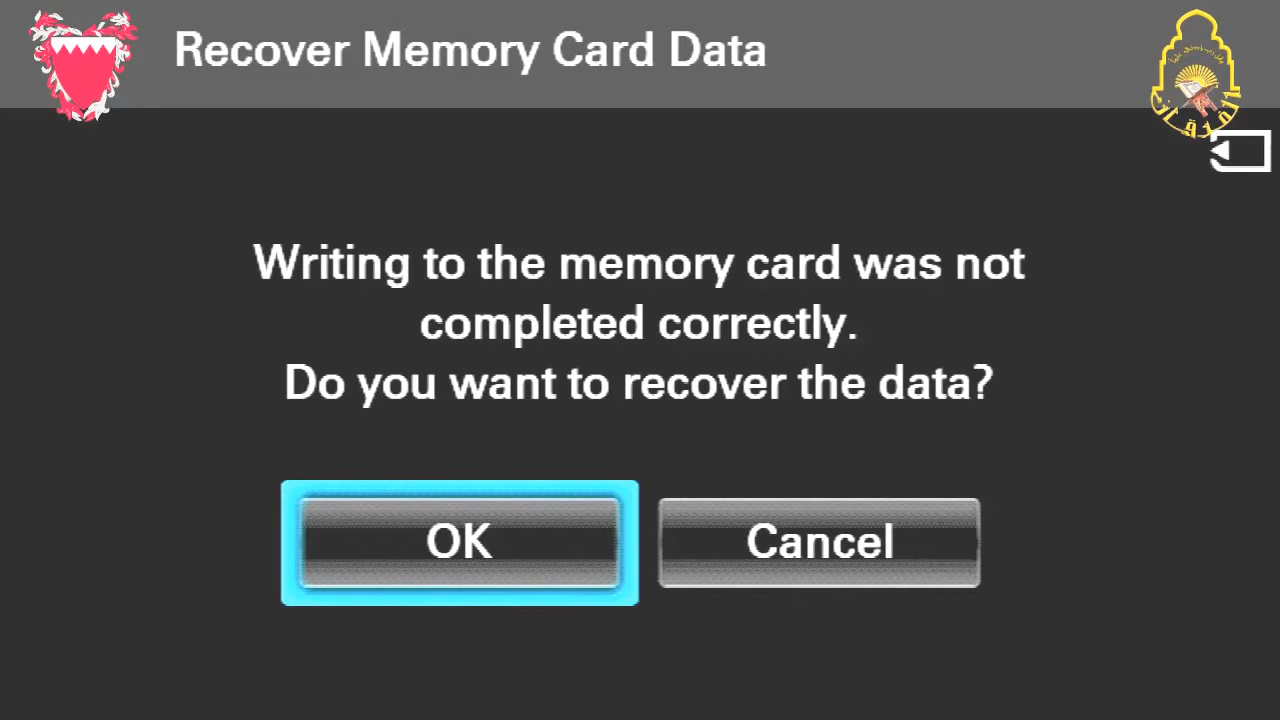 Recover Memory Card Data
Writing to the memory card was not
completed correctly.
Do you want to recover the data?
OK
Cancel